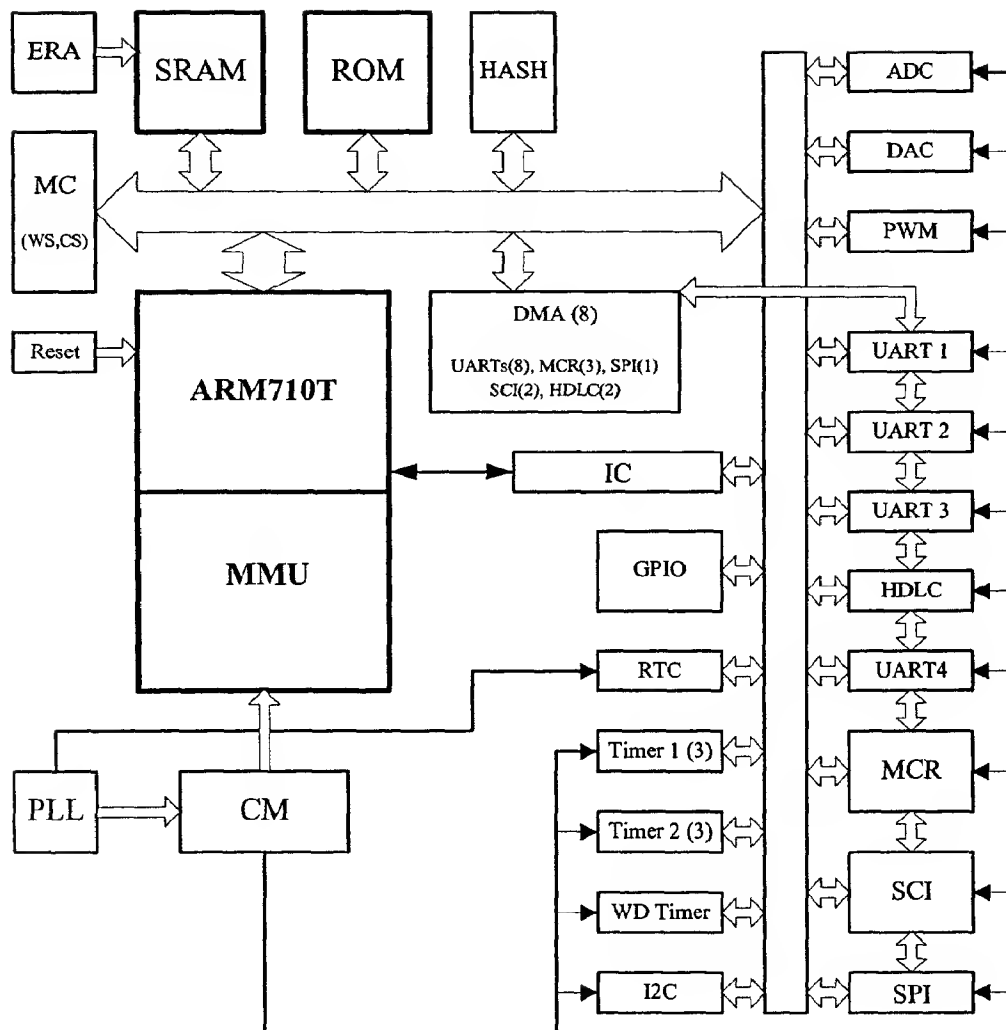 ERA
SRAM
ROM
HASH
ADC
MC
(WS,CS)
DAC
PWM
DMA (8)
UARTs(8), MCR(3), SPI(1)
SCI(2), HDLC(2)
Reset
ARM710T
UART 1
UART 2
IC
UART 3
MMU
GPIO
HDLC
RTC
UART4
Timer 1 (3)
MCR
PLL
CM
Timer 2 (3)
SCI
WD Timer
I2C
SPI